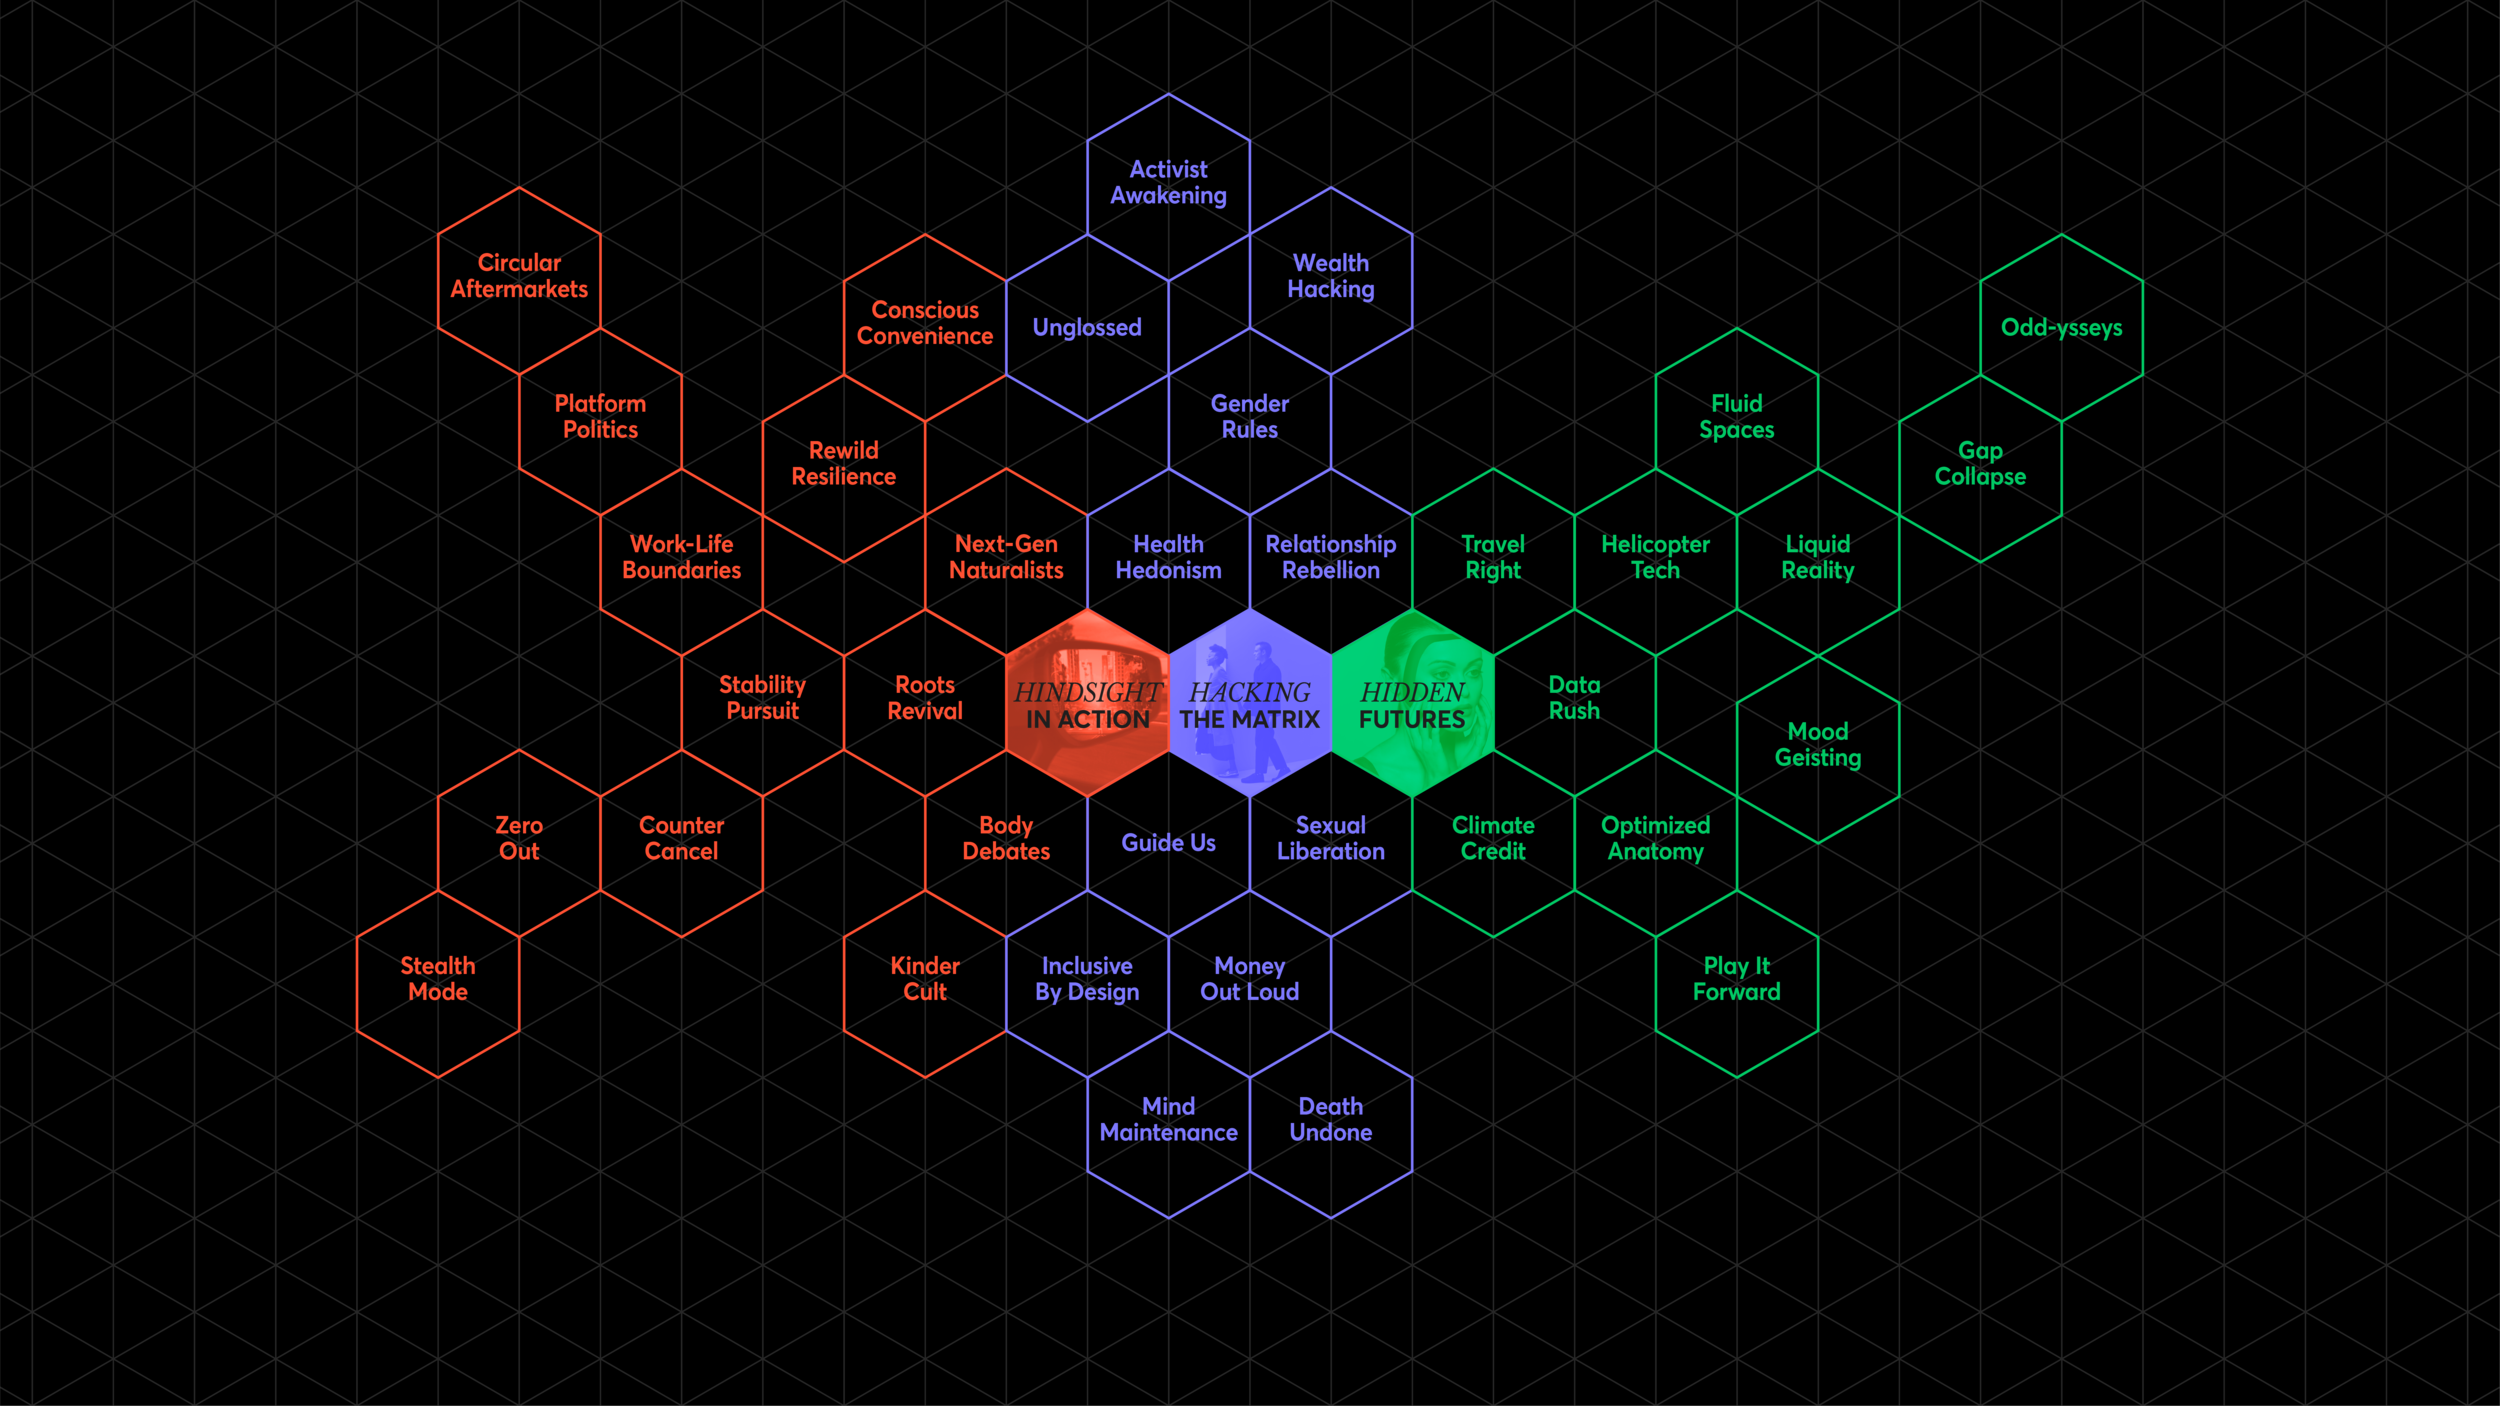 Activist
Awakening
Circular
Aftermarkets
Wealth
Hacking
Conscious
Convenience
Unglossed
Odd-ysseys
Platform
Politics
Gender
Rules
Fluid
Spaces
Rewild
Resilience
Gap
Collapse
Work-Life
Boundaries
Next-Gen
Naturalists
Health
Hedonism
Relationship
Rebellion
Travel
Right
Helicopter
Tech
Liquid
Reality
Stability
Pursuit
Roots
Revival
HINDSIGHT
IN ACTION
HACKING
THE MATRIX
HIDDEN
FUTURES
Data
Rush
Mood
Geisting
Zero
Out
Counter
Cancel
Body
Debates
Guide Us
Sexual
Liberation
Climate
Credit
Optimized
Anatomy
Stealth
Mode
Kinder
Cult
Inclusive
By Design
Money
Out Loud
Play It
Forward
Mind
Maintenance
Death
Undone